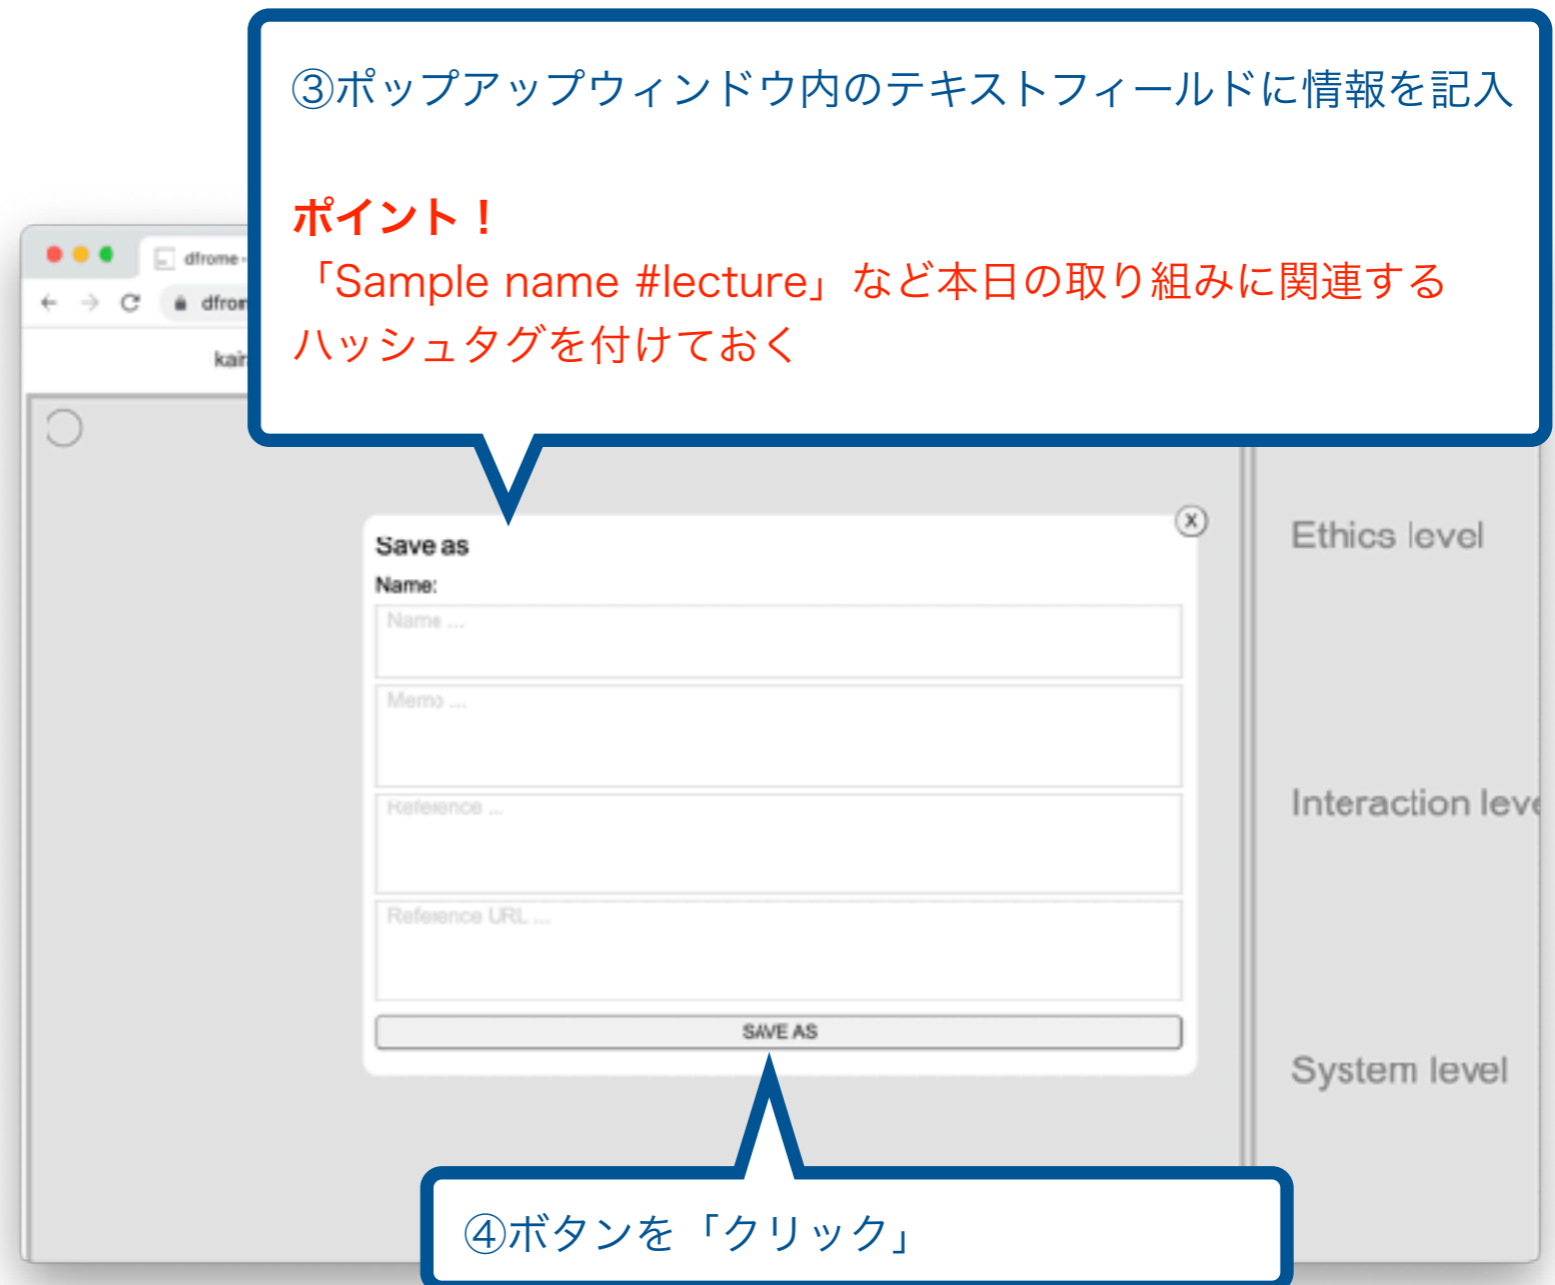 ③ポップアップウィンドウ内のテキストフィールドに情報を記入
ポイント！
「Sample name #lecture」など本日の取り組みに関連する
ハッシュタグを付けておく
dfrome-
kain
Save as
X
Name:
Name ...
Memo ...
Reference ...
Reference URL ...
SAVE AS
Ethics level
Interaction leve
System level
④ボタンを「クリック」